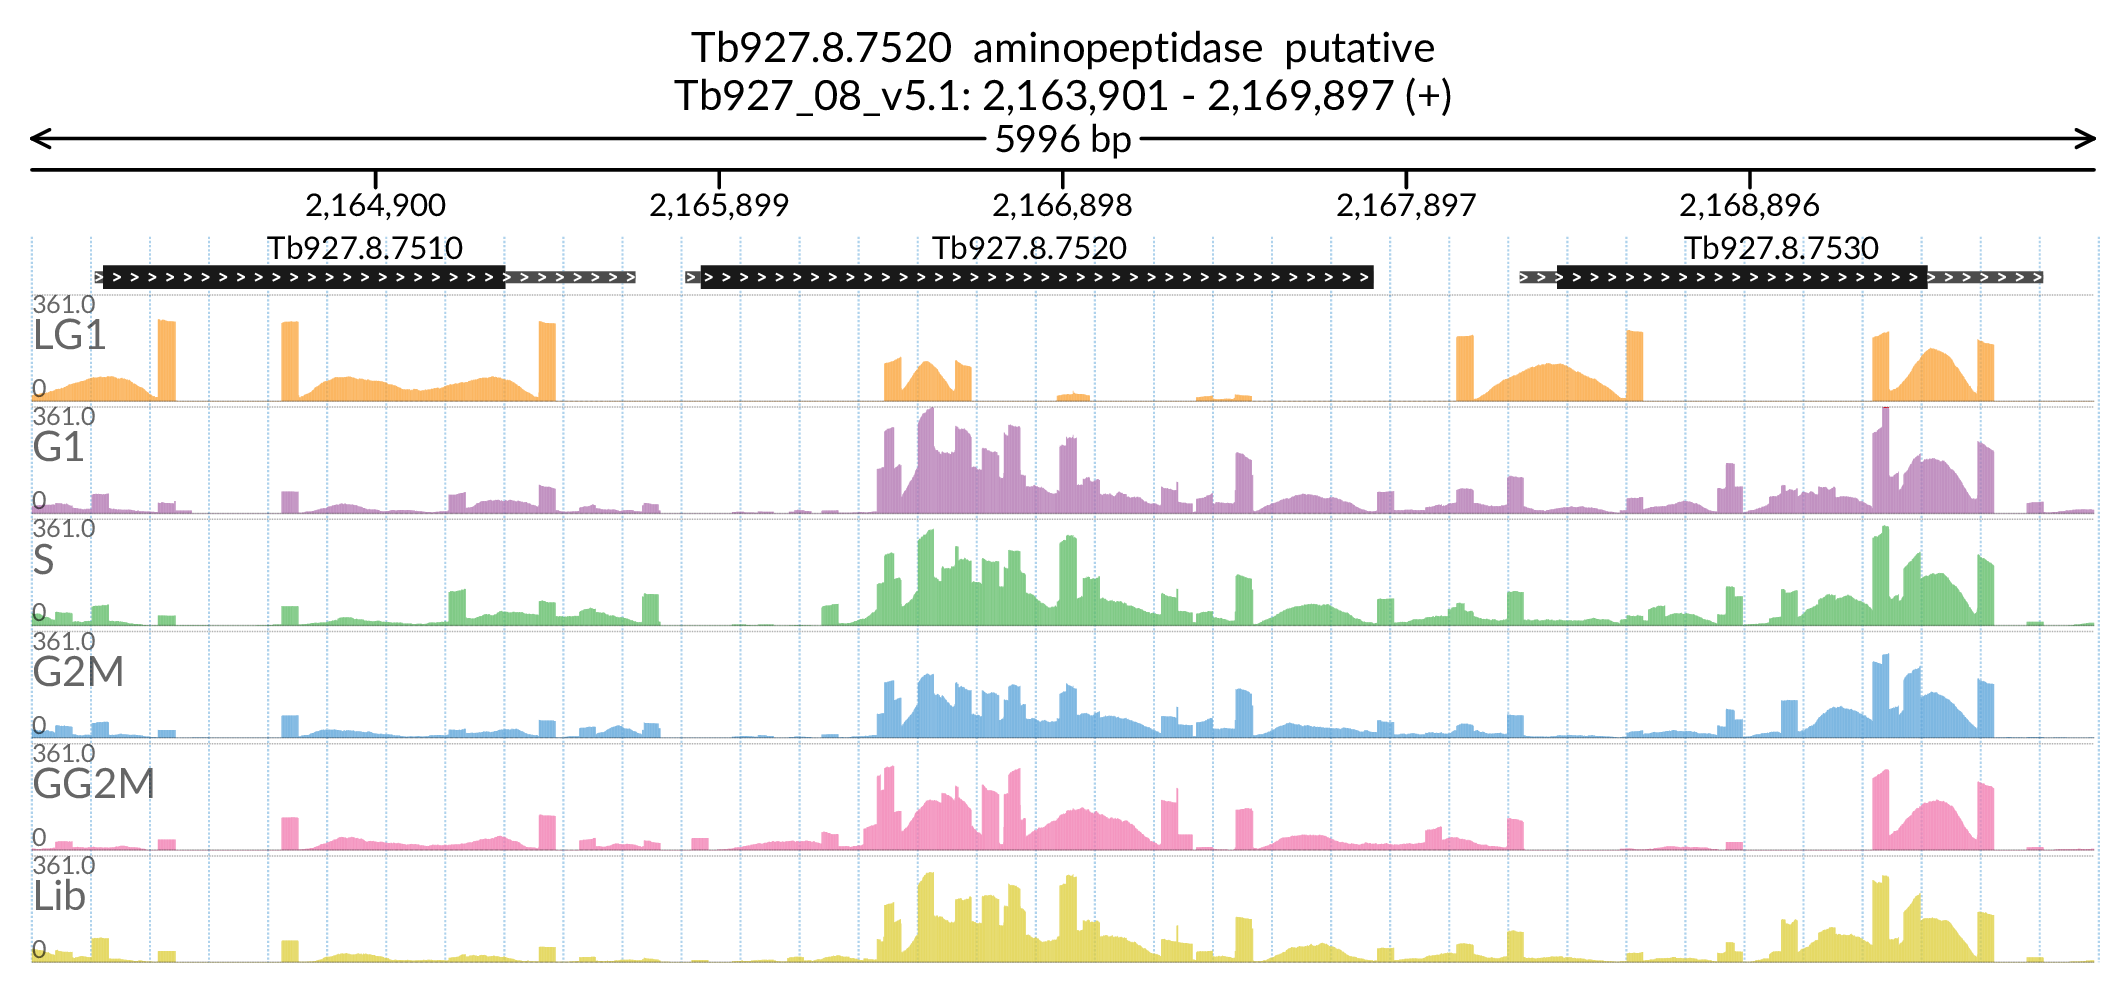 Tb927.8.7520 aminopeptidase putative
Tb927_08_v5.1: 2,163,901 - 2,169,897 (+)
5996 bp
2,164,900 2,165,899 2,166,898 2,167,897 2,168,896
Tb927.8.7510 Tb927.8.7520 Tb927.8.7530
361.0
LG1
0
361.0
G1
0
361.0
S
0
361.0
G2M
0
361.0
GG2M
0
361.0
Lib
0